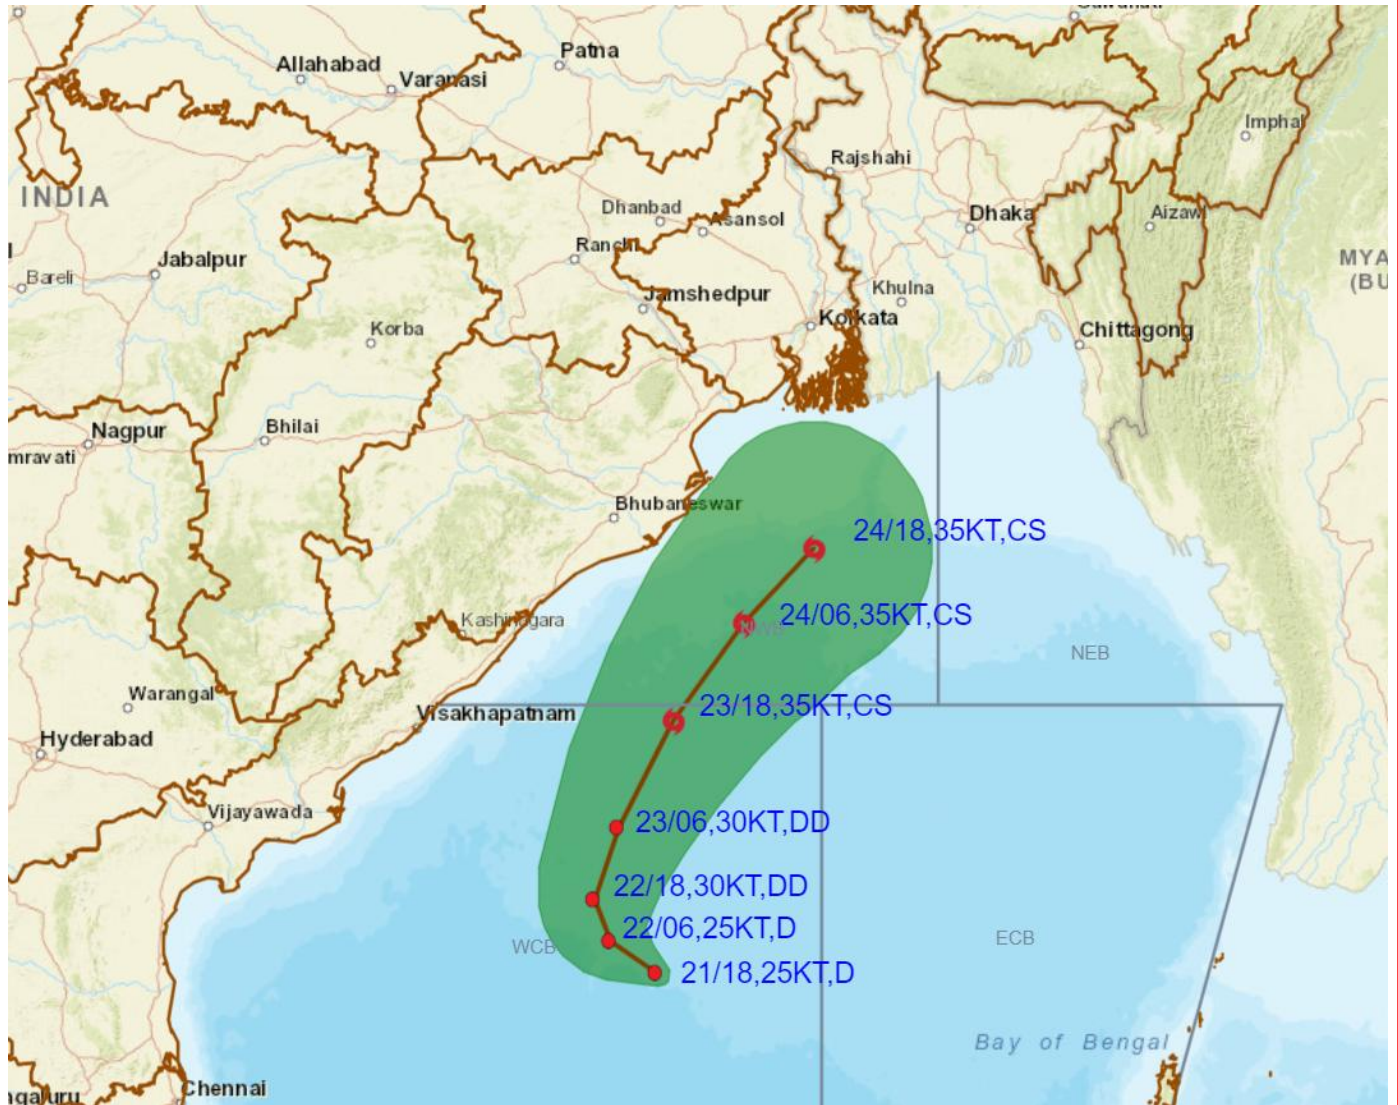 Patna
Allahabad
Varanasi
Imphal
Rajshahi
INDIA
Dhanbad
Asansol
Dhaka
Aizawl
Ranchi
Jabalpur
Bareli
MYA
(BU
Khulna
Jamshedpur
Kolkata
Korba
Chittagong
Bhilai
Nagpur
mravati
Bhubaneswar
24/18,35KT,CS
24/06,35KT,CS
Kashinagara
NEB
Warangal
23/18,35KT,CS
Visakhapatnam
Hyderabad
Vijayawada
23/06,30KT,DD
22/18,30KT,DD
22/06,25KT,D
WCB
ECB
21/18,25KT,D
Bay of Bengal
Chennai
ngaluru